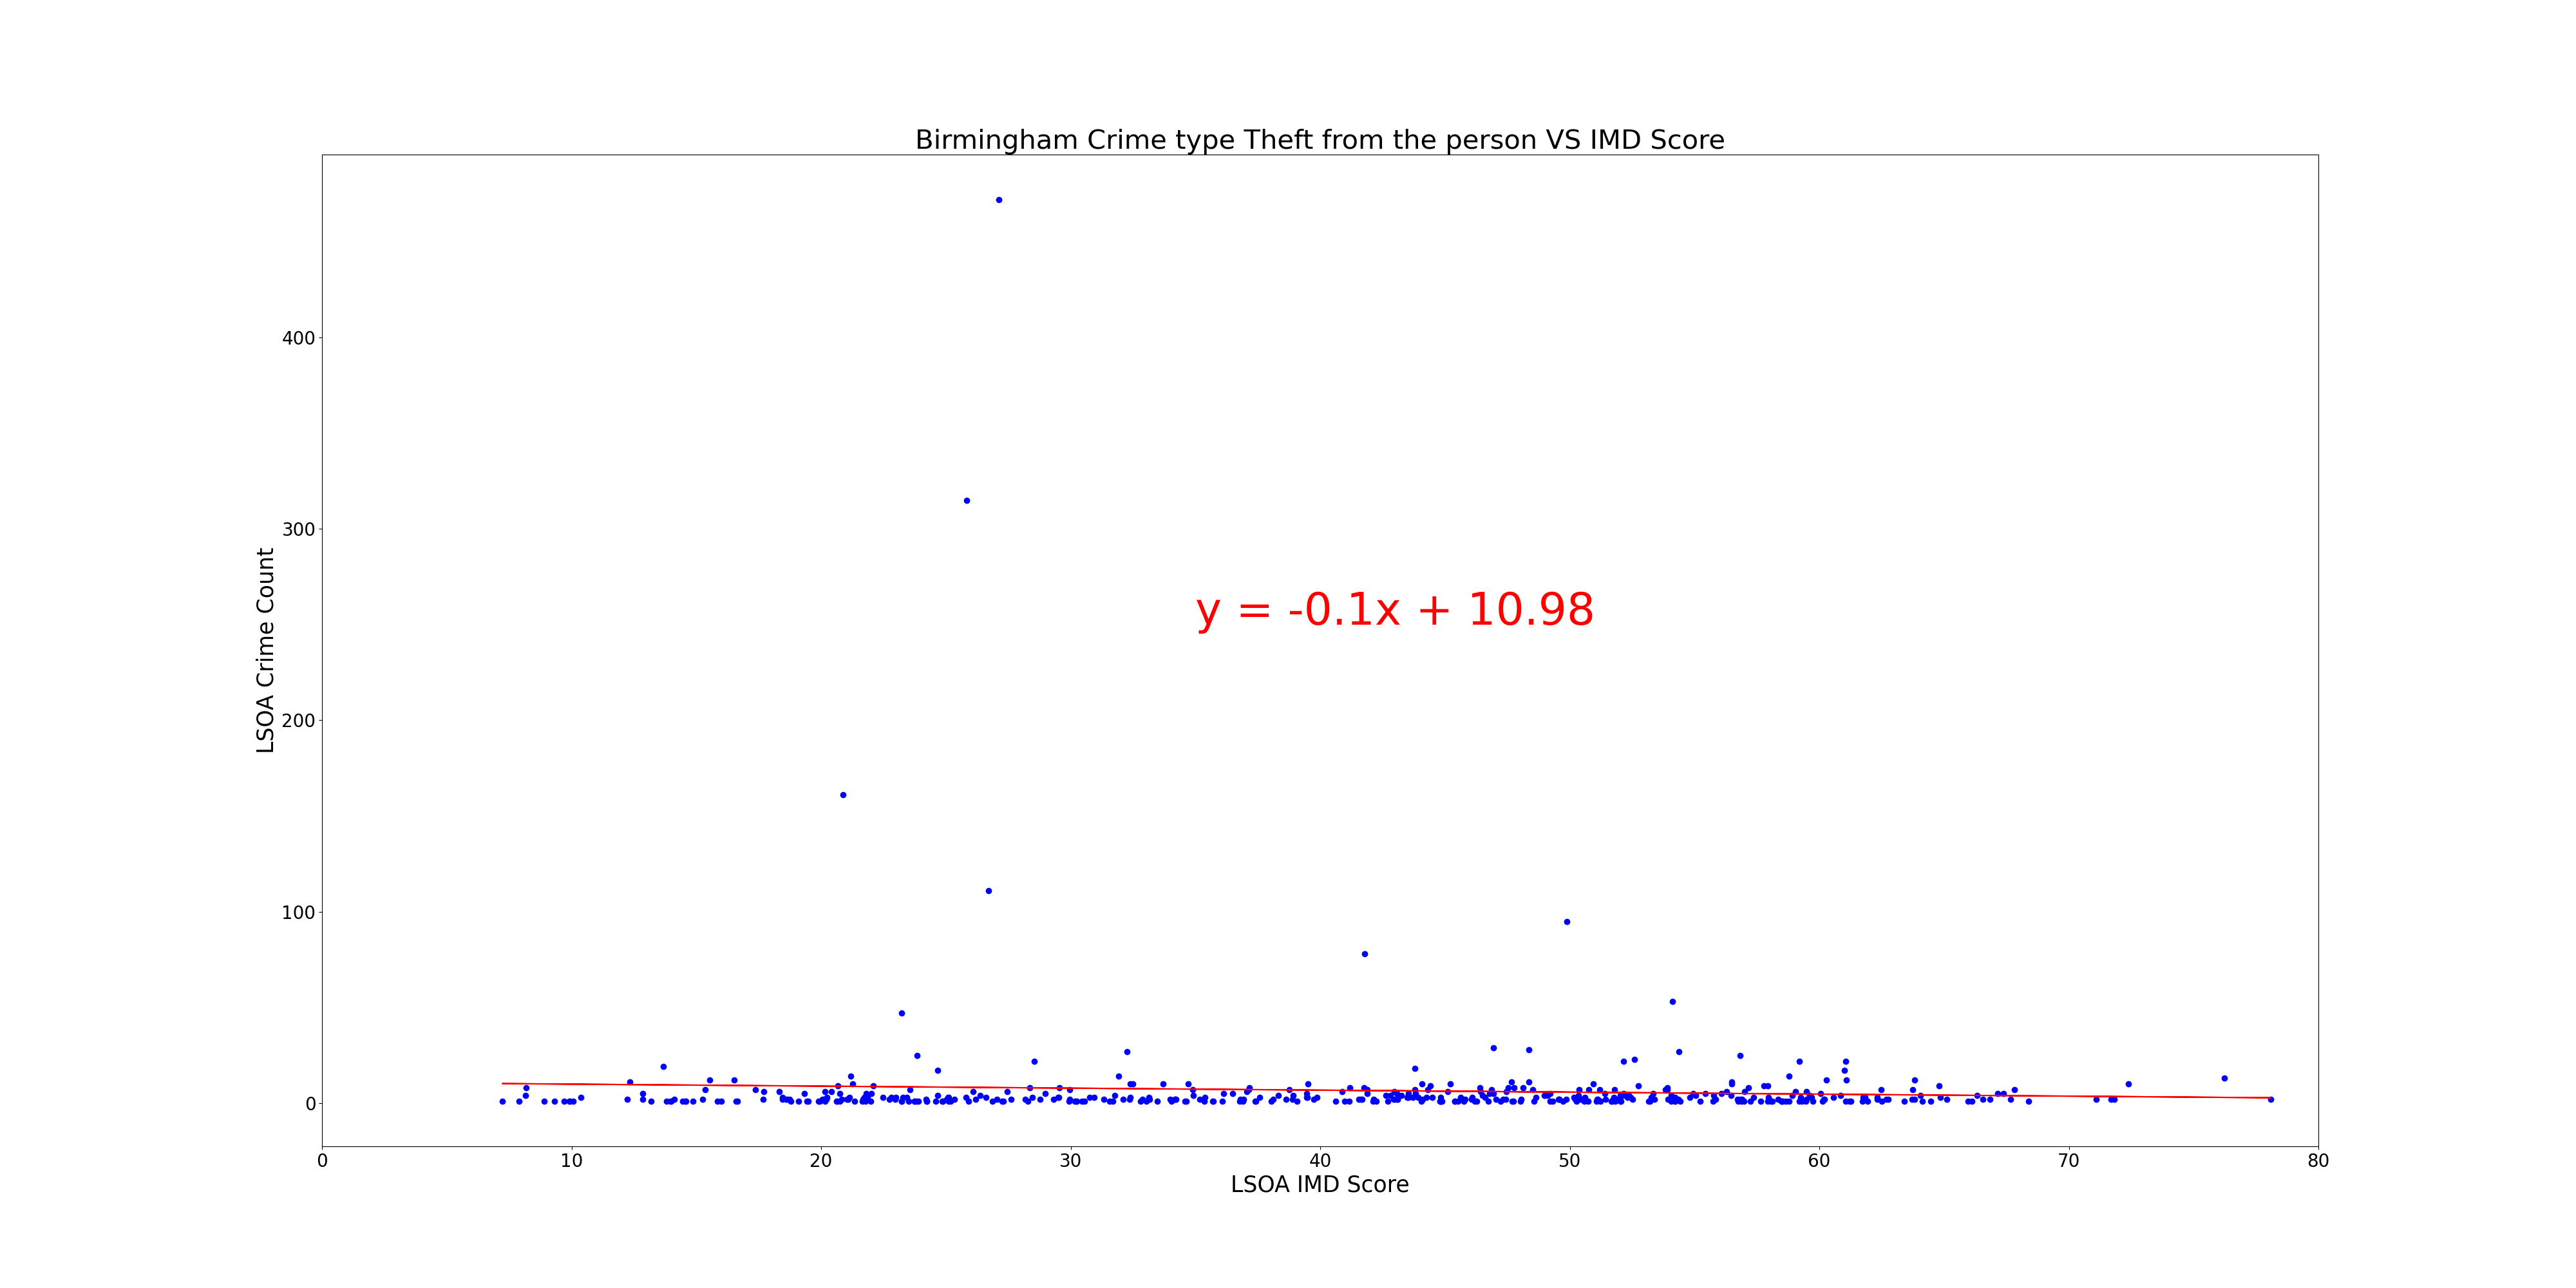 Birmingham Crime type Theft from the person VS IMD Score
400
300
200
100
0
LSOA Crime Count
y = -0.1x + 10.98
0 10 20 30 40 50 60 70 80
LSOA IMD Score